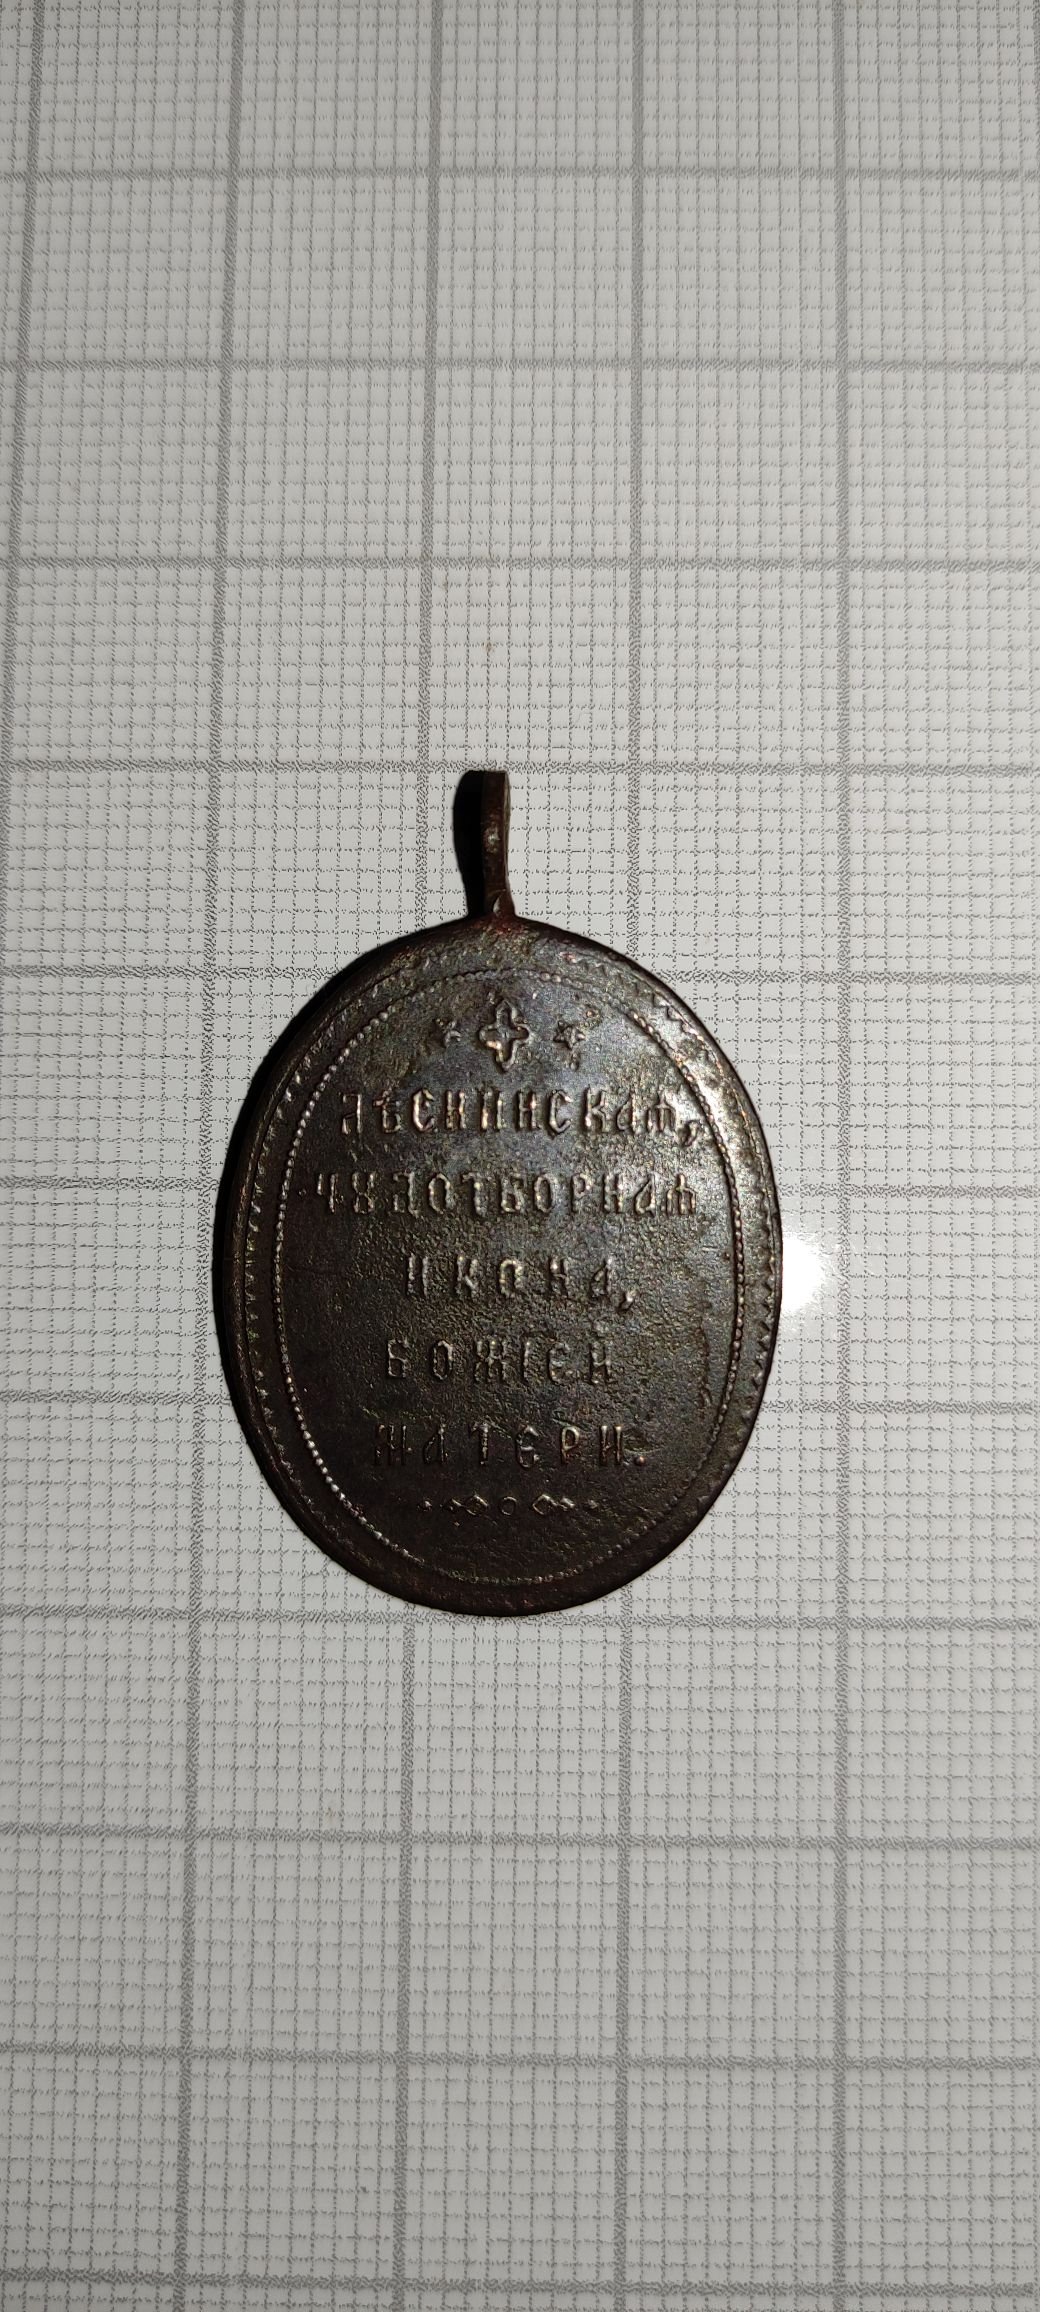 ЛѢСНИНСКАѦ,
ЧУДОТВОРНАѦ
ИКОНА,
БОЖІЕЙ
МАТЕРИ.